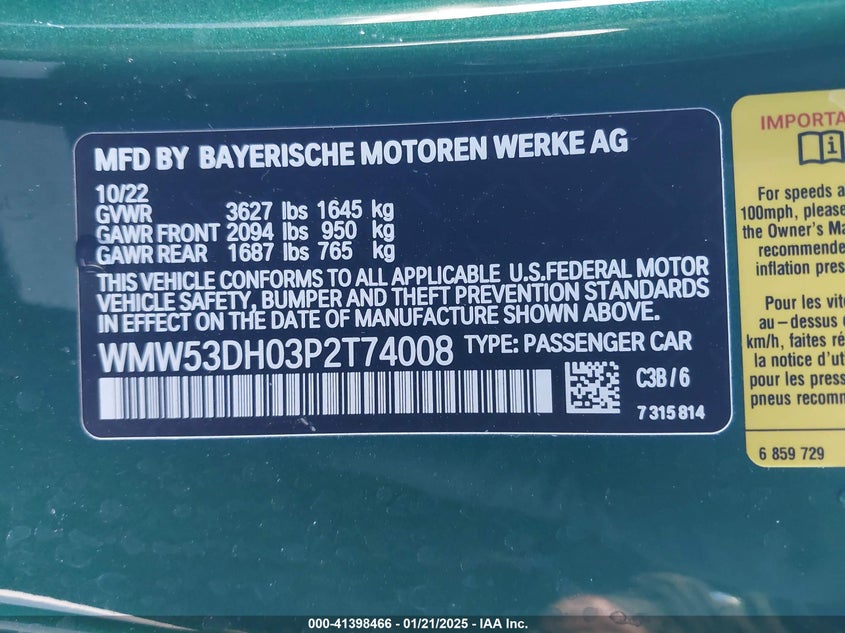 MFD BY BAYERISCHE MOTOREN WERKE AG
10/22
GVWR 3627 lbs 1645 kg
GAWR FRONT 2094 lbs 950 kg
GAWR REAR 1687 lbs 765 kg
THIS VEHICLE CONFORMS TO ALL APPLICABLE U.S.FEDERAL MOTOR
VEHICLE SAFETY, BUMPER AND THEFT PREVENTION STANDARDS
IN EFFECT ON THE DATE OF MANUFACTURE SHOWN ABOVE.
WMW53DH03P2T74008 TYPE: PASSENGER CAR
C3B / 6
7 315 814
IMPORTA
For speeds a
100mph, please
the Owner's Ma
recommende
inflation pres
Pour les vite
au-dessus d
km/h, faites ré
la notice d'ut
pour les press
pneus recomm
6 859 729
000-41398466 - 01/21/2025 - IAA Inc.